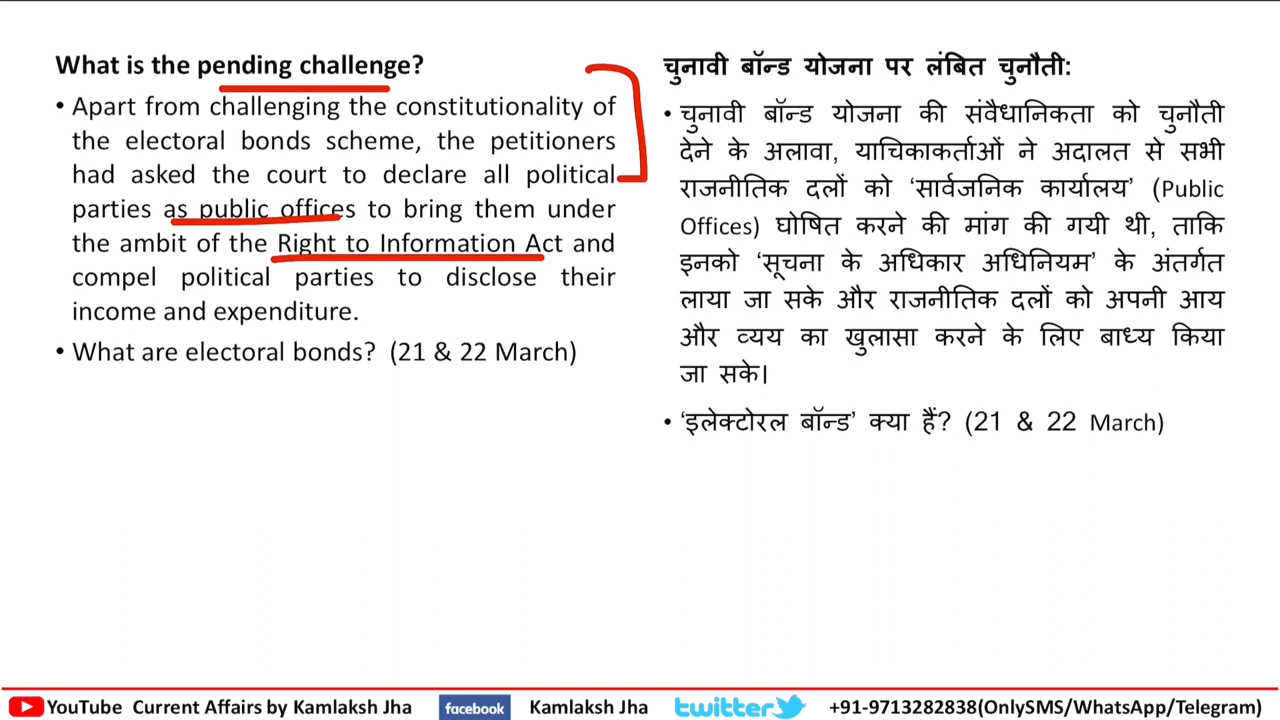 What is the pending challenge?
• Apart from challenging the constitutionality of
the electoral bonds scheme, the petitioners
had asked the court to declare all political
parties as public offices to bring them under
the ambit of the Right to Information Act and
compel political parties to disclose their
income and expenditure.
• What are electoral bonds? (21 & 22 March)
चुनावी बॉन्ड योजना पर लंबित चुनौती:
• चुनावी बॉन्ड योजना की संवैधानिकता को चुनौती
देने के अलावा, याचिकाकर्ताओं ने अदालत से सभी
राजनीतिक दलों को ‘सार्वजनिक कार्यालय’ (Public
Offices) घोषित करने की मांग की गयी थी, ताकि
इनको ‘सूचना के अधिकार अधिनियम’ के अंतर्गत
लाया जा सके और राजनीतिक दलों को अपनी आय
और व्यय का खुलासा करने के लिए बाध्य किया
जा सके।
• ‘इलेक्टोरल बॉन्ड’ क्या हैं? (21 & 22 March)
YouTube Current Affairs by Kamlaksh Jha facebook Kamlaksh Jha twitter +91-9713282838(OnlySMS/WhatsApp/Telegram)